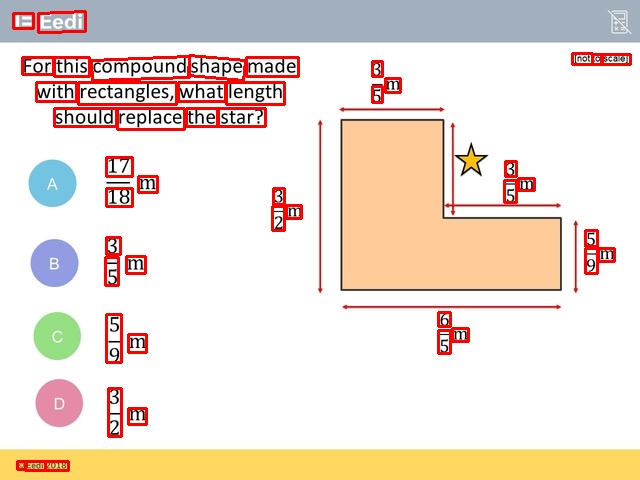 Eedi
For this compound shape made
with rectangles, what length
should replace the star?
[not to scale]
A
17/18 m
B
3/5 m
C
5/9 m
D
3/2 m
3/5 m
3/2 m
3/5 m
5/9 m
6/5 m
© Eedi 2018